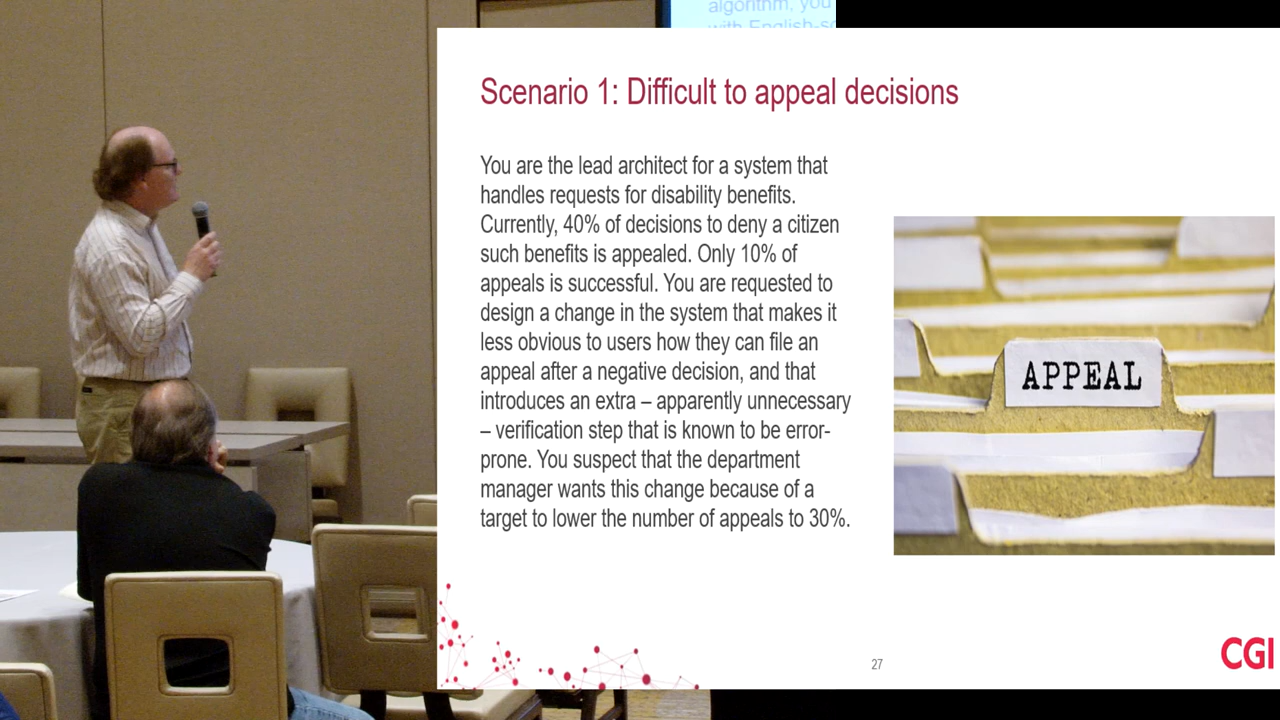 algorithm, you
with English-sc
Scenario 1: Difficult to appeal decisions
You are the lead architect for a system that
handles requests for disability benefits.
Currently, 40% of decisions to deny a citizen
such benefits is appealed. Only 10% of
appeals is successful. You are requested to
design a change in the system that makes it
less obvious to users how they can file an
appeal after a negative decision, and that
introduces an extra – apparently unnecessary
– verification step that is known to be error-
prone. You suspect that the department
manager wants this change because of a
target to lower the number of appeals to 30%.
APPEAL
27
CGI